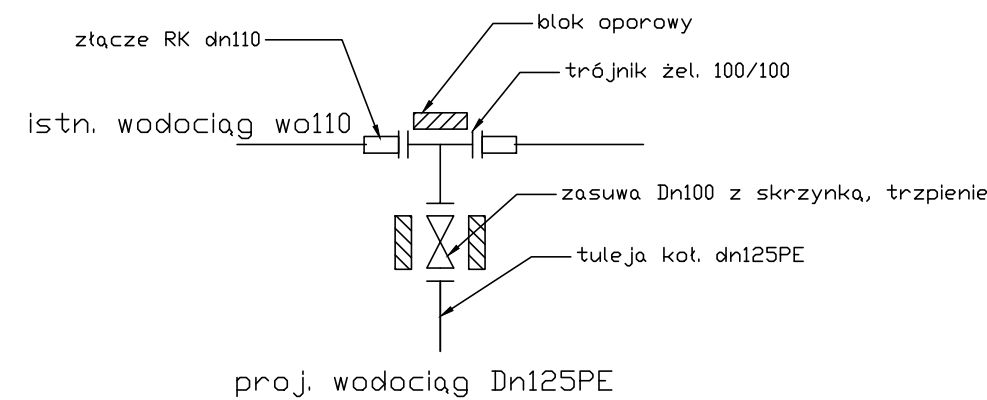 blok oporowy
złącze RK dn110
trójnik żel. 100/100
istn. wodociąg wo110
zasuwa Dn100 z skrzynką, trzpienie
tuleja koł. dn125PE
proj. wodociąg Dn125PE